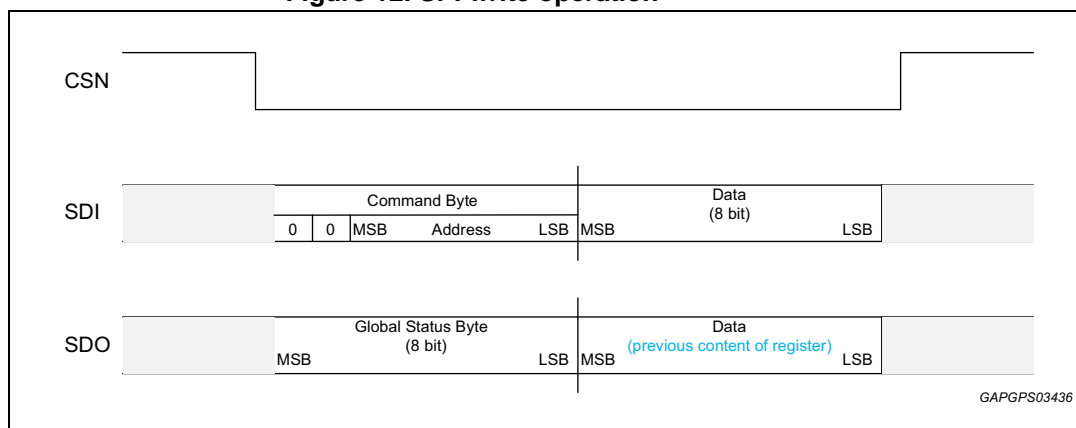 Figure 12. SPI write operation
CSN
SDI
Command Byte
0 0 MSB Address LSB
Data
(8 bit)
MSB LSB
SDO
Global Status Byte
(8 bit)
MSB LSB
Data
(previous content of register)
MSB LSB
GAPGPS03436